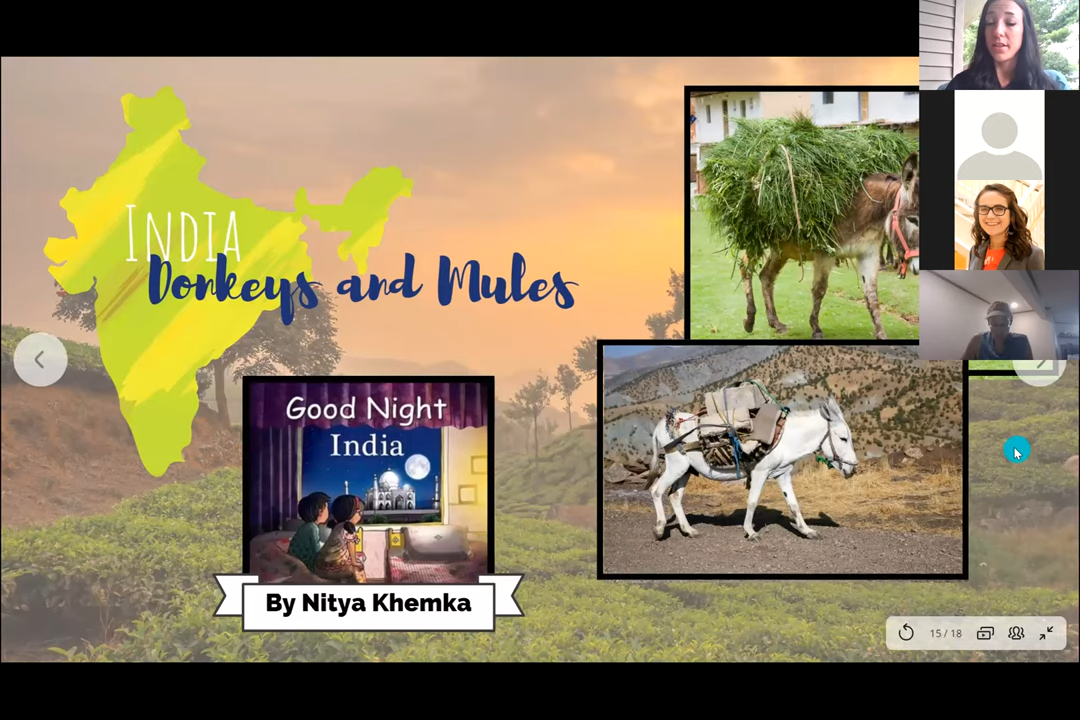 India
Donkeys and Mules
Good Night
India
By Nitya Khemka
15 / 18